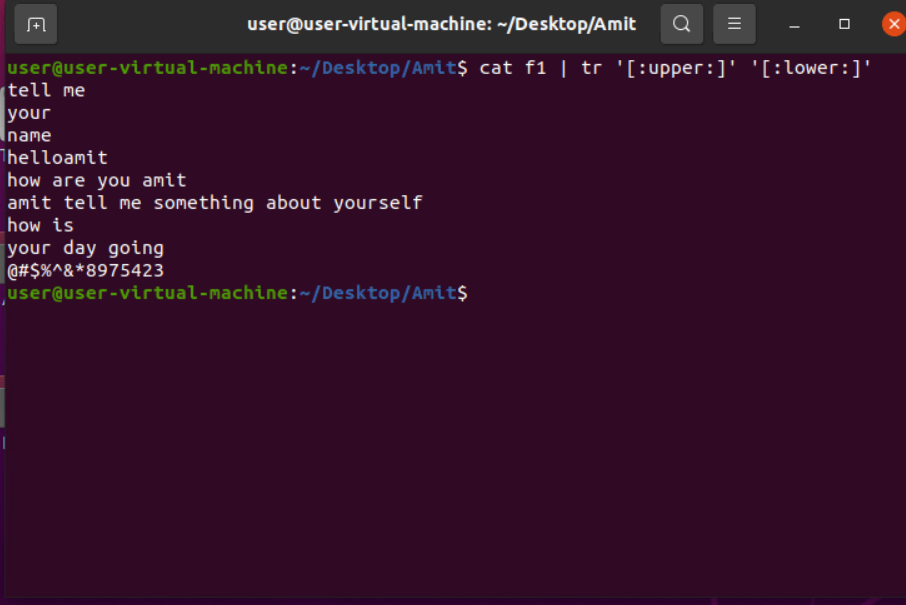 user@user-virtual-machine: ~/Desktop/Amit
user@user-virtual-machine:~/Desktop/Amit$ cat f1 | tr '[:upper:]' '[:lower:]'
tell me
your
name
helloamit
how are you amit
amit tell me something about yourself
how is
your day going
@#$%^&*8975423
user@user-virtual-machine:~/Desktop/Amit$